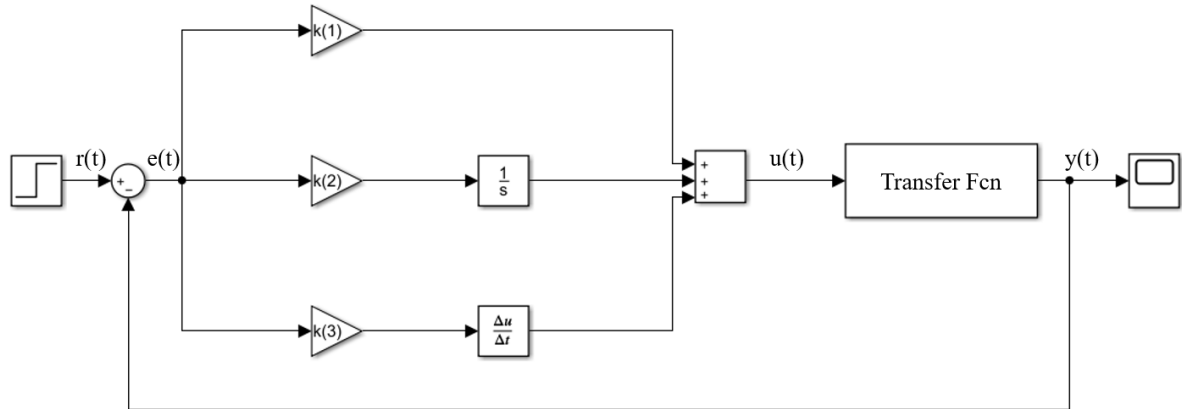 k(1)
r(t)
e(t)
+
−
k(2)
1
s
+
+
+
u(t)
Transfer Fcn
y(t)
k(3)
Δu
Δt